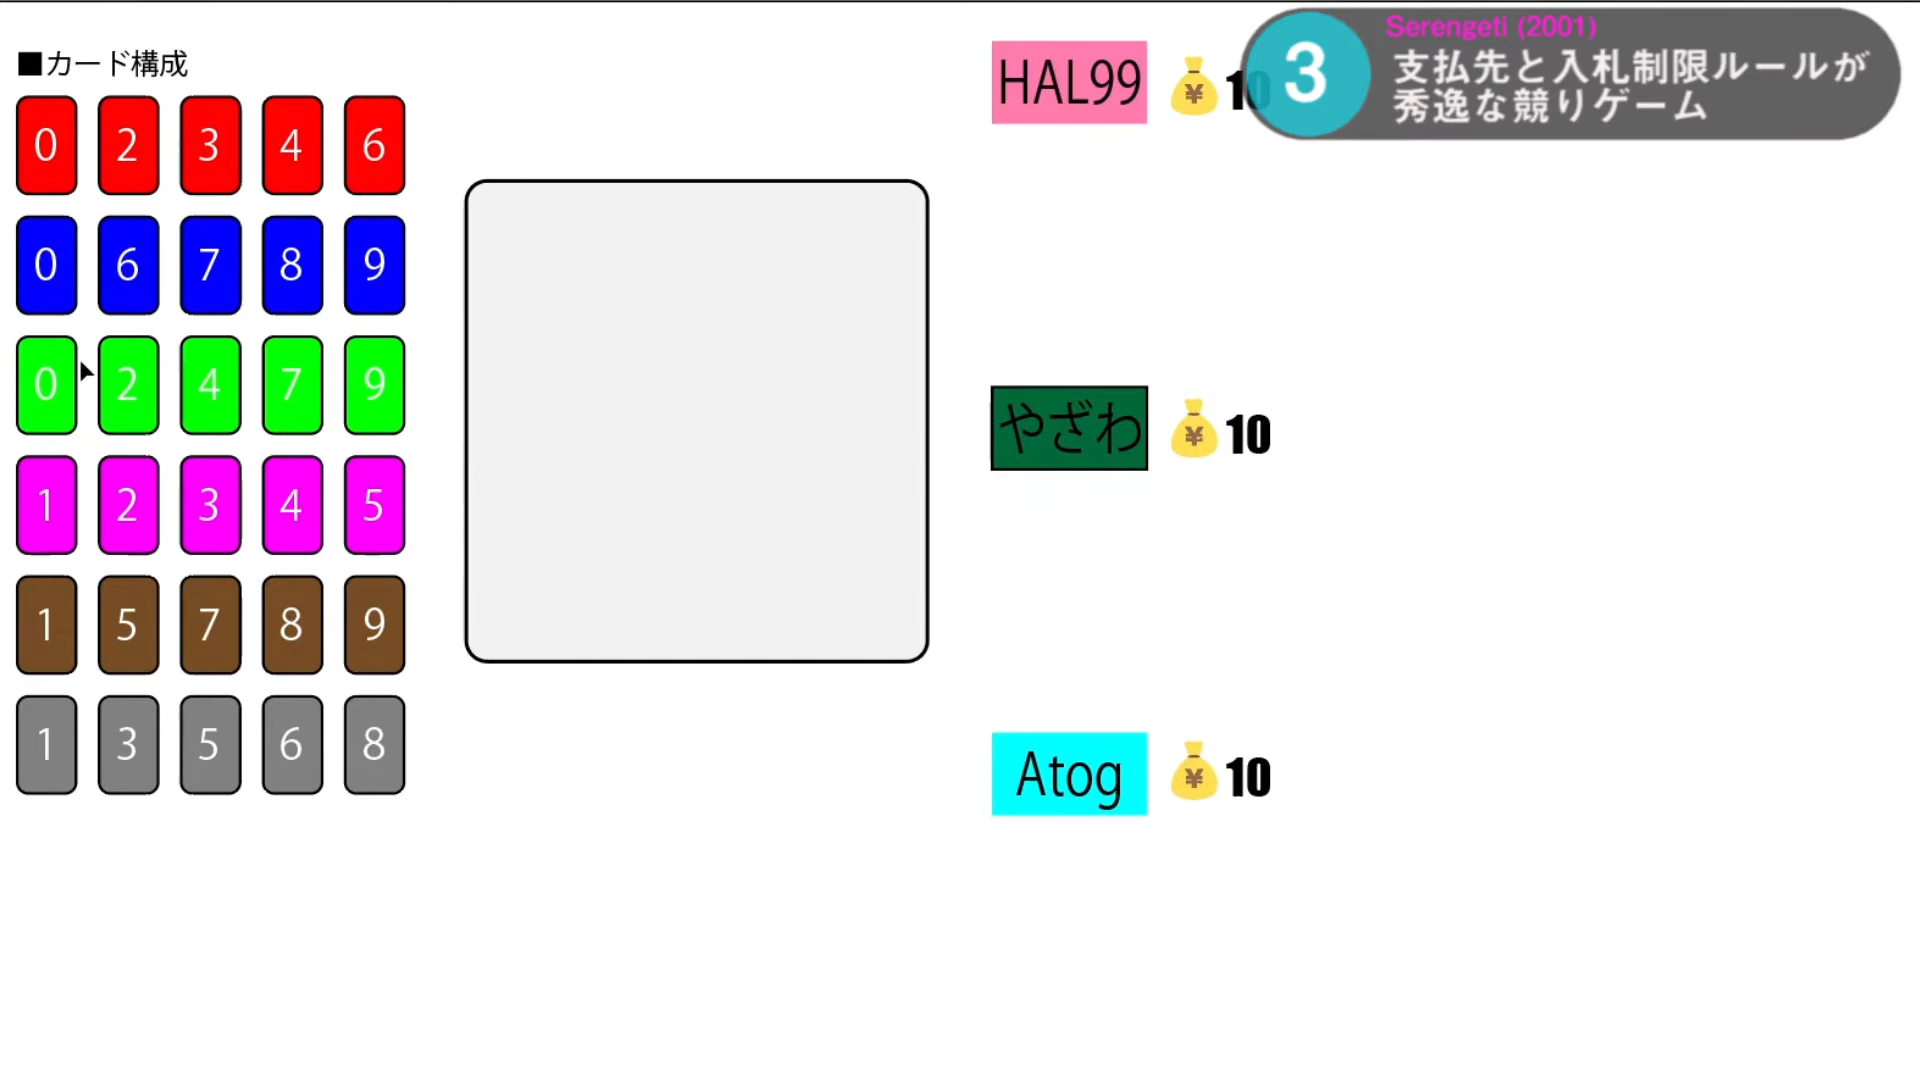 ■カード構成
0 2 3 4 6
0 6 7 8 9
0 2 4 7 9
1 2 3 4 5
1 5 7 8 9
1 3 5 6 8
HAL99 ¥ 10
やざわ ¥ 10
Atog ¥ 10
3
Serengeti (2001)
支払先と入札制限ルールが
秀逸な競りゲーム